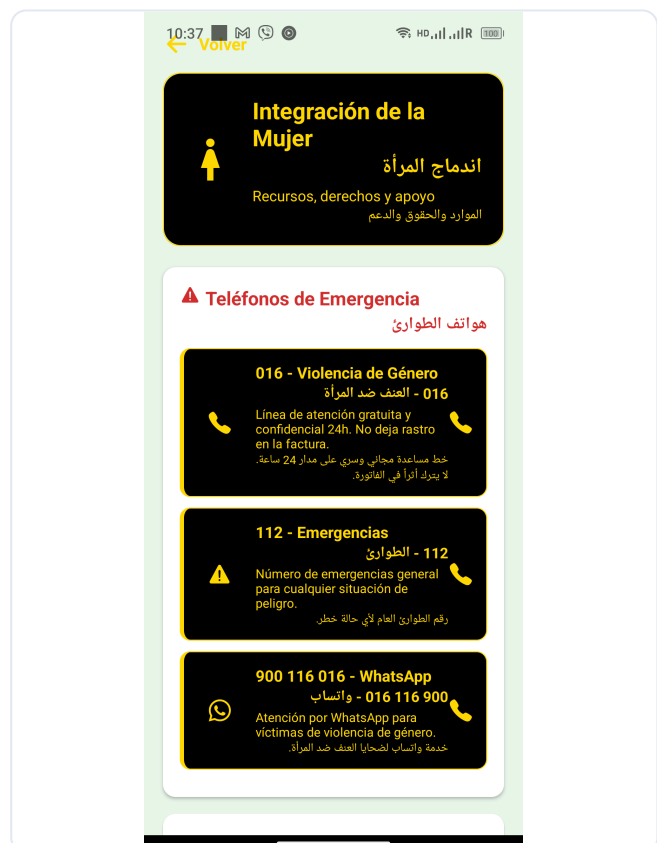 10:37
HD R 100
Volver
Integración de la
Mujer
اندماج المرأة
Recursos, derechos y apoyo
الموارد والحقوق والدعم
Teléfonos de Emergencia
هواتف الطوارئ
016 - Violencia de Género
016 - العنف ضد المرأة
Línea de atención gratuita y
confidencial 24h. No deja rastro
en la factura.
خط مساعدة مجاني وسري على مدار 24 ساعة.
لا يترك أثراً في الفاتورة.
112 - Emergencias
112 - الطوارئ
Número de emergencias general
para cualquier situación de
peligro.
رقم الطوارئ العام لأي حالة خطر.
900 116 016 - WhatsApp
900 116 016 - واتساب
Atención por WhatsApp para
víctimas de violencia de género.
خدمة واتساب لضحايا العنف ضد المرأة.